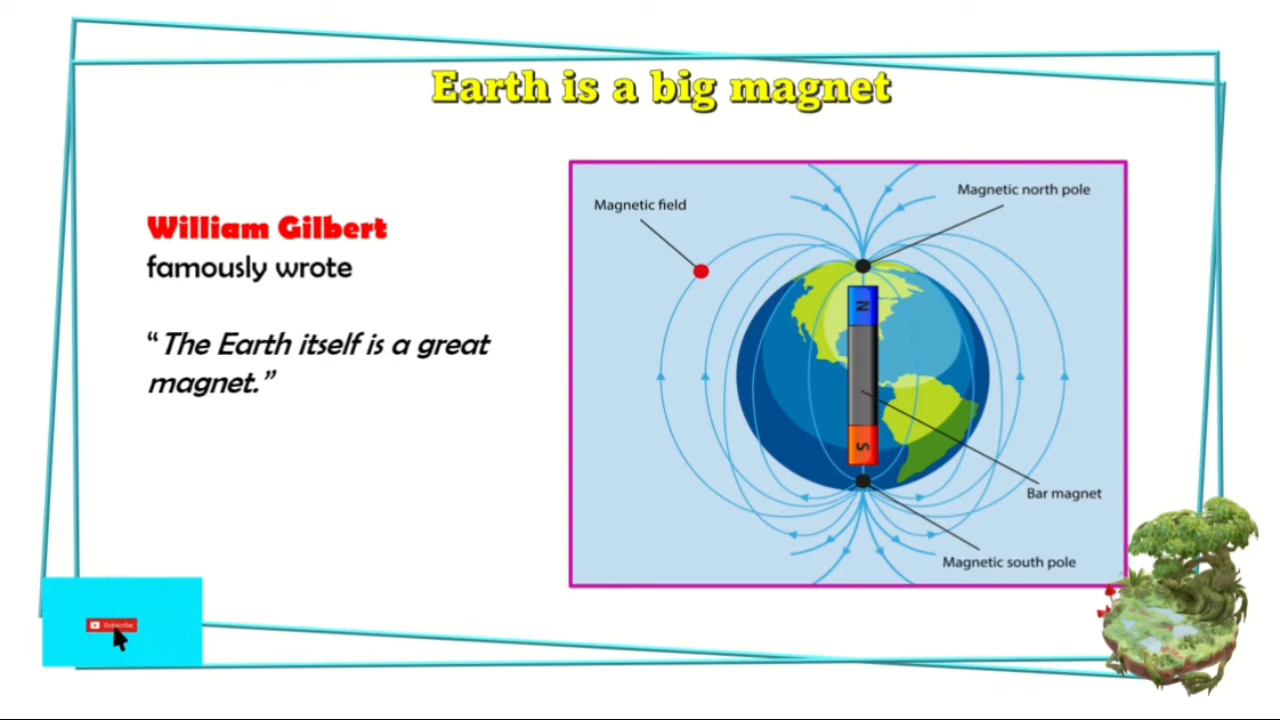 Earth is a big magnet
William Gilbert
famously wrote
“ The Earth itself is a great
magnet.”
Magnetic field
Magnetic north pole
N
S
Bar magnet
Magnetic south pole
Subscribe